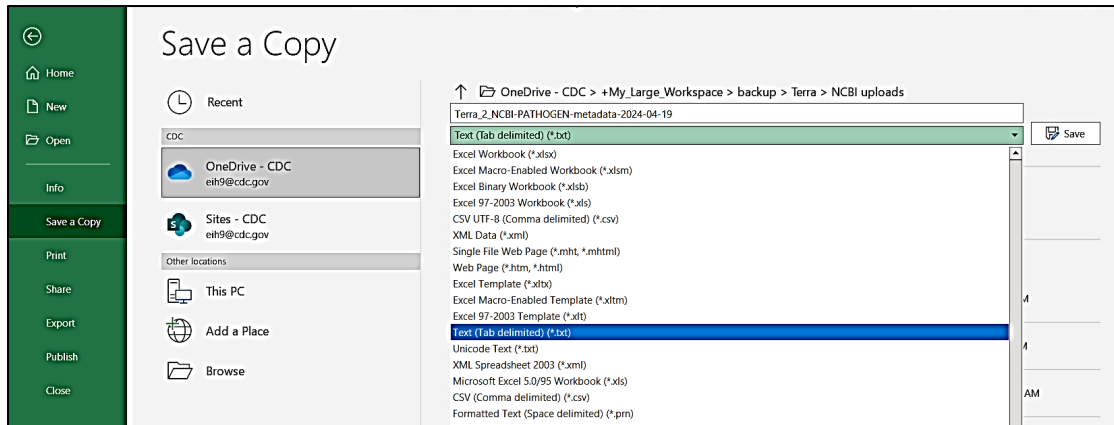 Save a Copy
Home
New
Open
Info
Save a Copy
Print
Share
Export
Publish
Close
Recent
CDC
OneDrive - CDC
eih9@cdc.gov
S
Sites - CDC
eih9@cdc.gov
Other locations
This PC
Add a Place
Browse
OneDrive - CDC > +My_Large_Workspace > backup > Terra > NCBI uploads
Terra_2_NCBI-PATHOGEN-metadata-2024-04-19
Text (Tab delimited) (*.txt)
Save
Excel Workbook (*.xlsx)
Excel Macro-Enabled Workbook (*.xlsm)
Excel Binary Workbook (*.xlsb)
Excel 97-2003 Workbook (*.xls)
CSV UTF-8 (Comma delimited) (*.csv)
XML Data (*.xml)
Single File Web Page (*.mht, *.mhtml)
Web Page (*.htm, *.html)
Excel Template (*.xltx)
Excel Macro-Enabled Template (*.xltm)
Excel 97-2003 Template (*.xlt)
Text (Tab delimited) (*.txt)
Unicode Text (*.txt)
XML Spreadsheet 2003 (*.xml)
Microsoft Excel 5.0/95 Workbook (*.xls)
CSV (Comma delimited) (*.csv)
Formatted Text (Space delimited) (*.prn)
AM